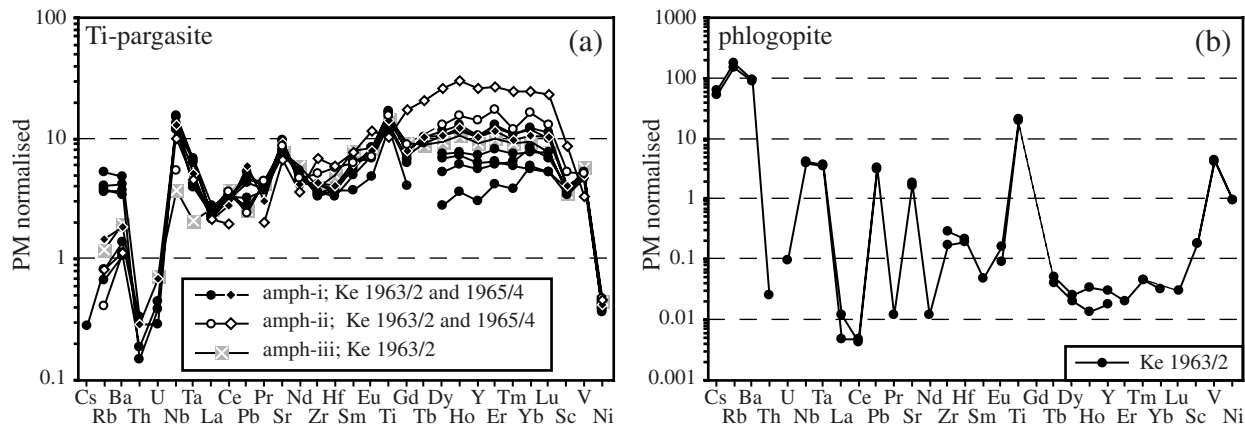 Ti-pargasite
(a)
PM normalised
100
10
1
0.1
amph-i; Ke 1963/2 and 1965/4
amph-ii; Ke 1963/2 and 1965/4
amph-iii; Ke 1963/2
Cs Ba U Ta Ce Pr Nd Hf Eu Gd Dy Y Tm Lu V
Rb Th Nb La Pb Sr Zr Sm Ti Tb Ho Er Yb Sc Ni
phlogopite
(b)
PM normalised
1000
100
10
1
0.1
0.01
0.001
Ke 1963/2
Cs Ba U Ta Ce Pr Nd Hf Eu Gd Dy Y Tm Lu V
Rb Th Nb La Pb Sr Zr Sm Ti Tb Ho Er Yb Sc Ni